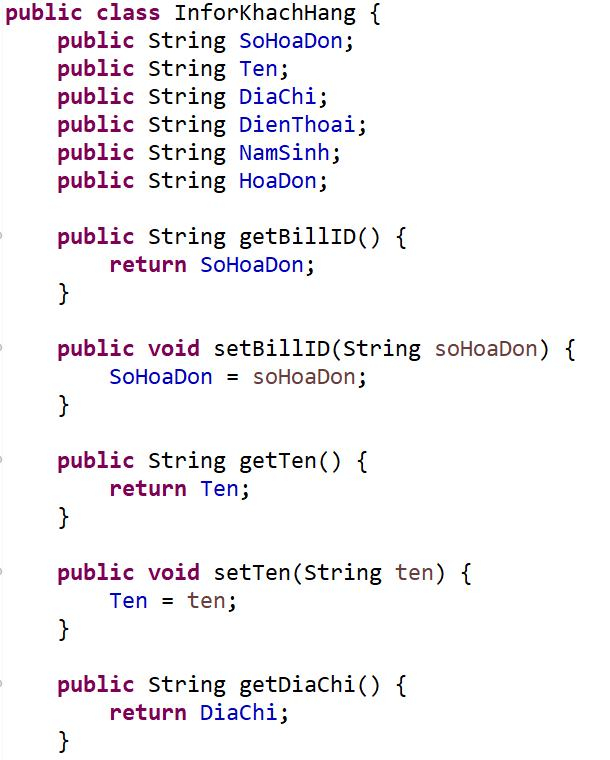 public class InforKhachHang {
public String SoHoaDon;
public String Ten;
public String DiaChi;
public String DienThoai;
public String NamSinh;
public String HoaDon;
public String getBillID() {
return SoHoaDon;
}
public void setBillID(String soHoaDon) {
SoHoaDon = soHoaDon;
}
public String getTen() {
return Ten;
}
public void setTen(String ten) {
Ten = ten;
}
public String getDiaChi() {
return DiaChi;
}